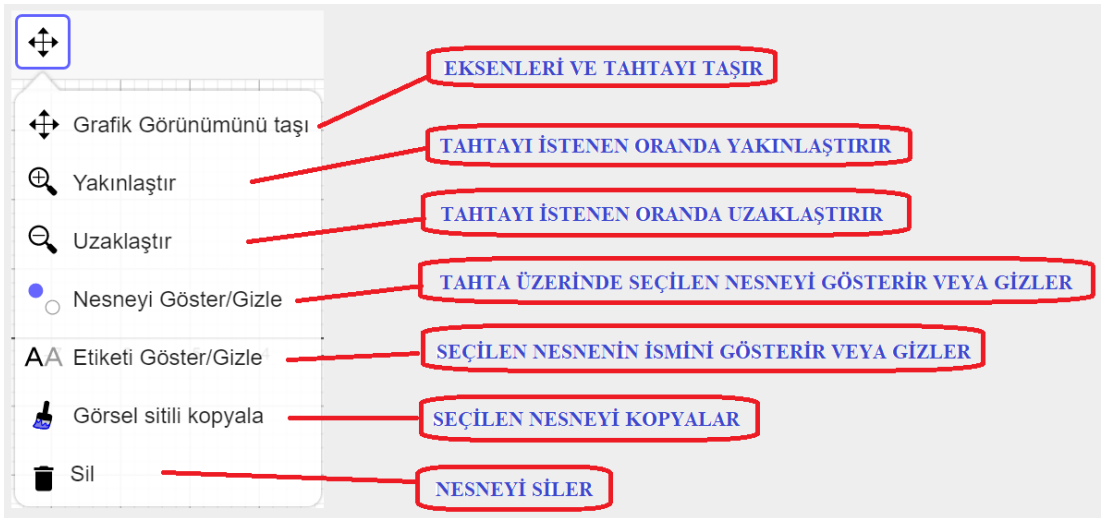 EKSENLERİ VE TAHTAYI TAŞIR
Grafik Görünümünü taşı
TAHTAYI İSTENEN ORANDA YAKINLAŞTIRIR
Yakınlaştır
TAHTAYI İSTENEN ORANDA UZAKLAŞTIRIR
Uzaklaştır
TAHTA ÜZERİNDE SEÇİLEN NESNEYİ GÖSTERİR VEYA GİZLER
Nesneyi Göster/Gizle
SEÇİLEN NESNENİN İSMİNİ GÖSTERİR VEYA GİZLER
AA Etiketi Göster/Gizle
Görsel sitili kopyala
SEÇİLEN NESNEYİ KOPYALAR
Sil
NESNEYİ SİLER